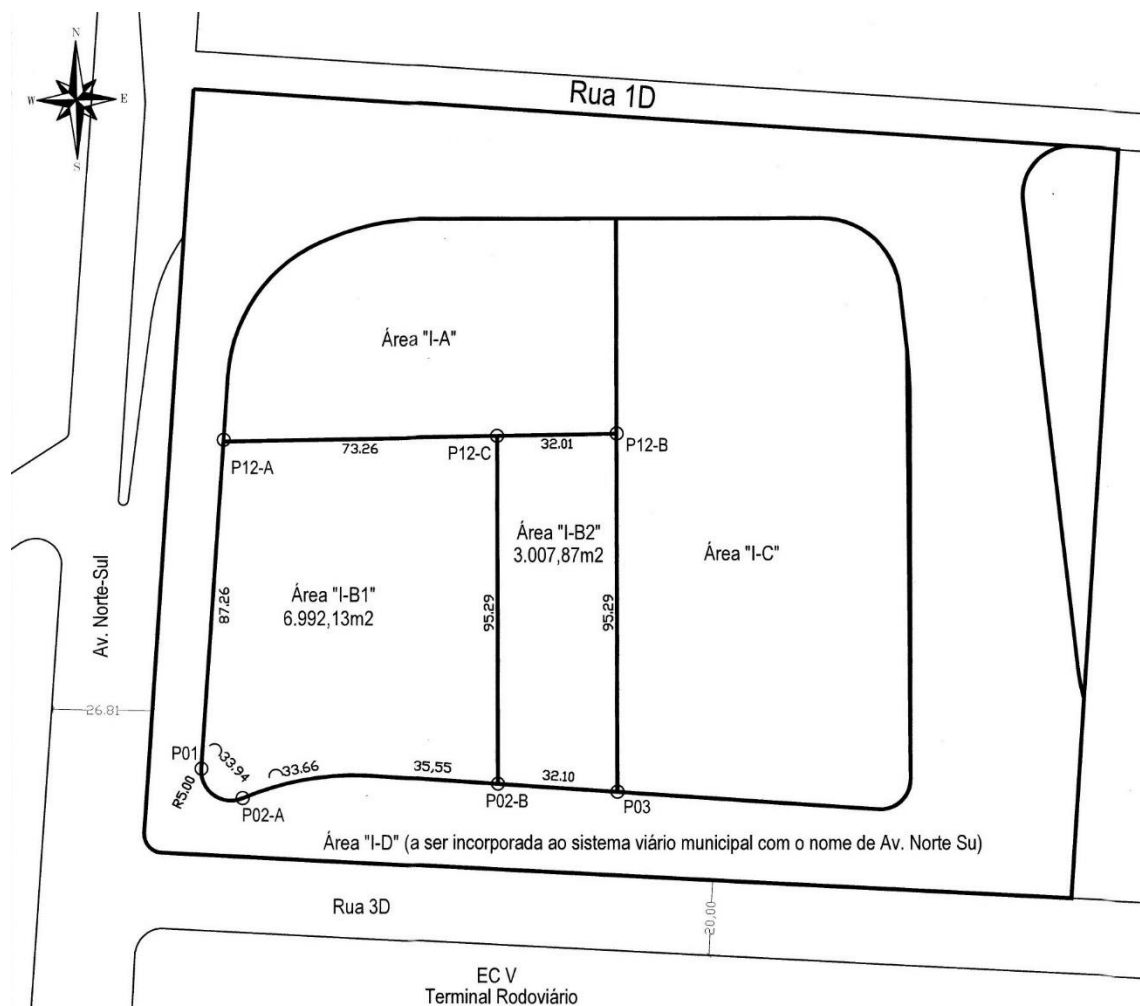 N
W
E
S
Rua 1D
Área "I-A"
73.26
32.01
P12-A
P12-C
P12-B
Área "I-B2"
3.007,87m2
Área "I-C"
Área "I-B1"
6.992,13m2
87.26
95.29
95.29
Av. Norte-Sul
26.81
P01
33,94
33.66
35,55
32.10
R5.00
P02-A
P02-B
P03
Área "I-D" (a ser incorporada ao sistema viário municipal com o nome de Av. Norte Su)
Rua 3D
20,00
EC V
Terminal Rodoviário